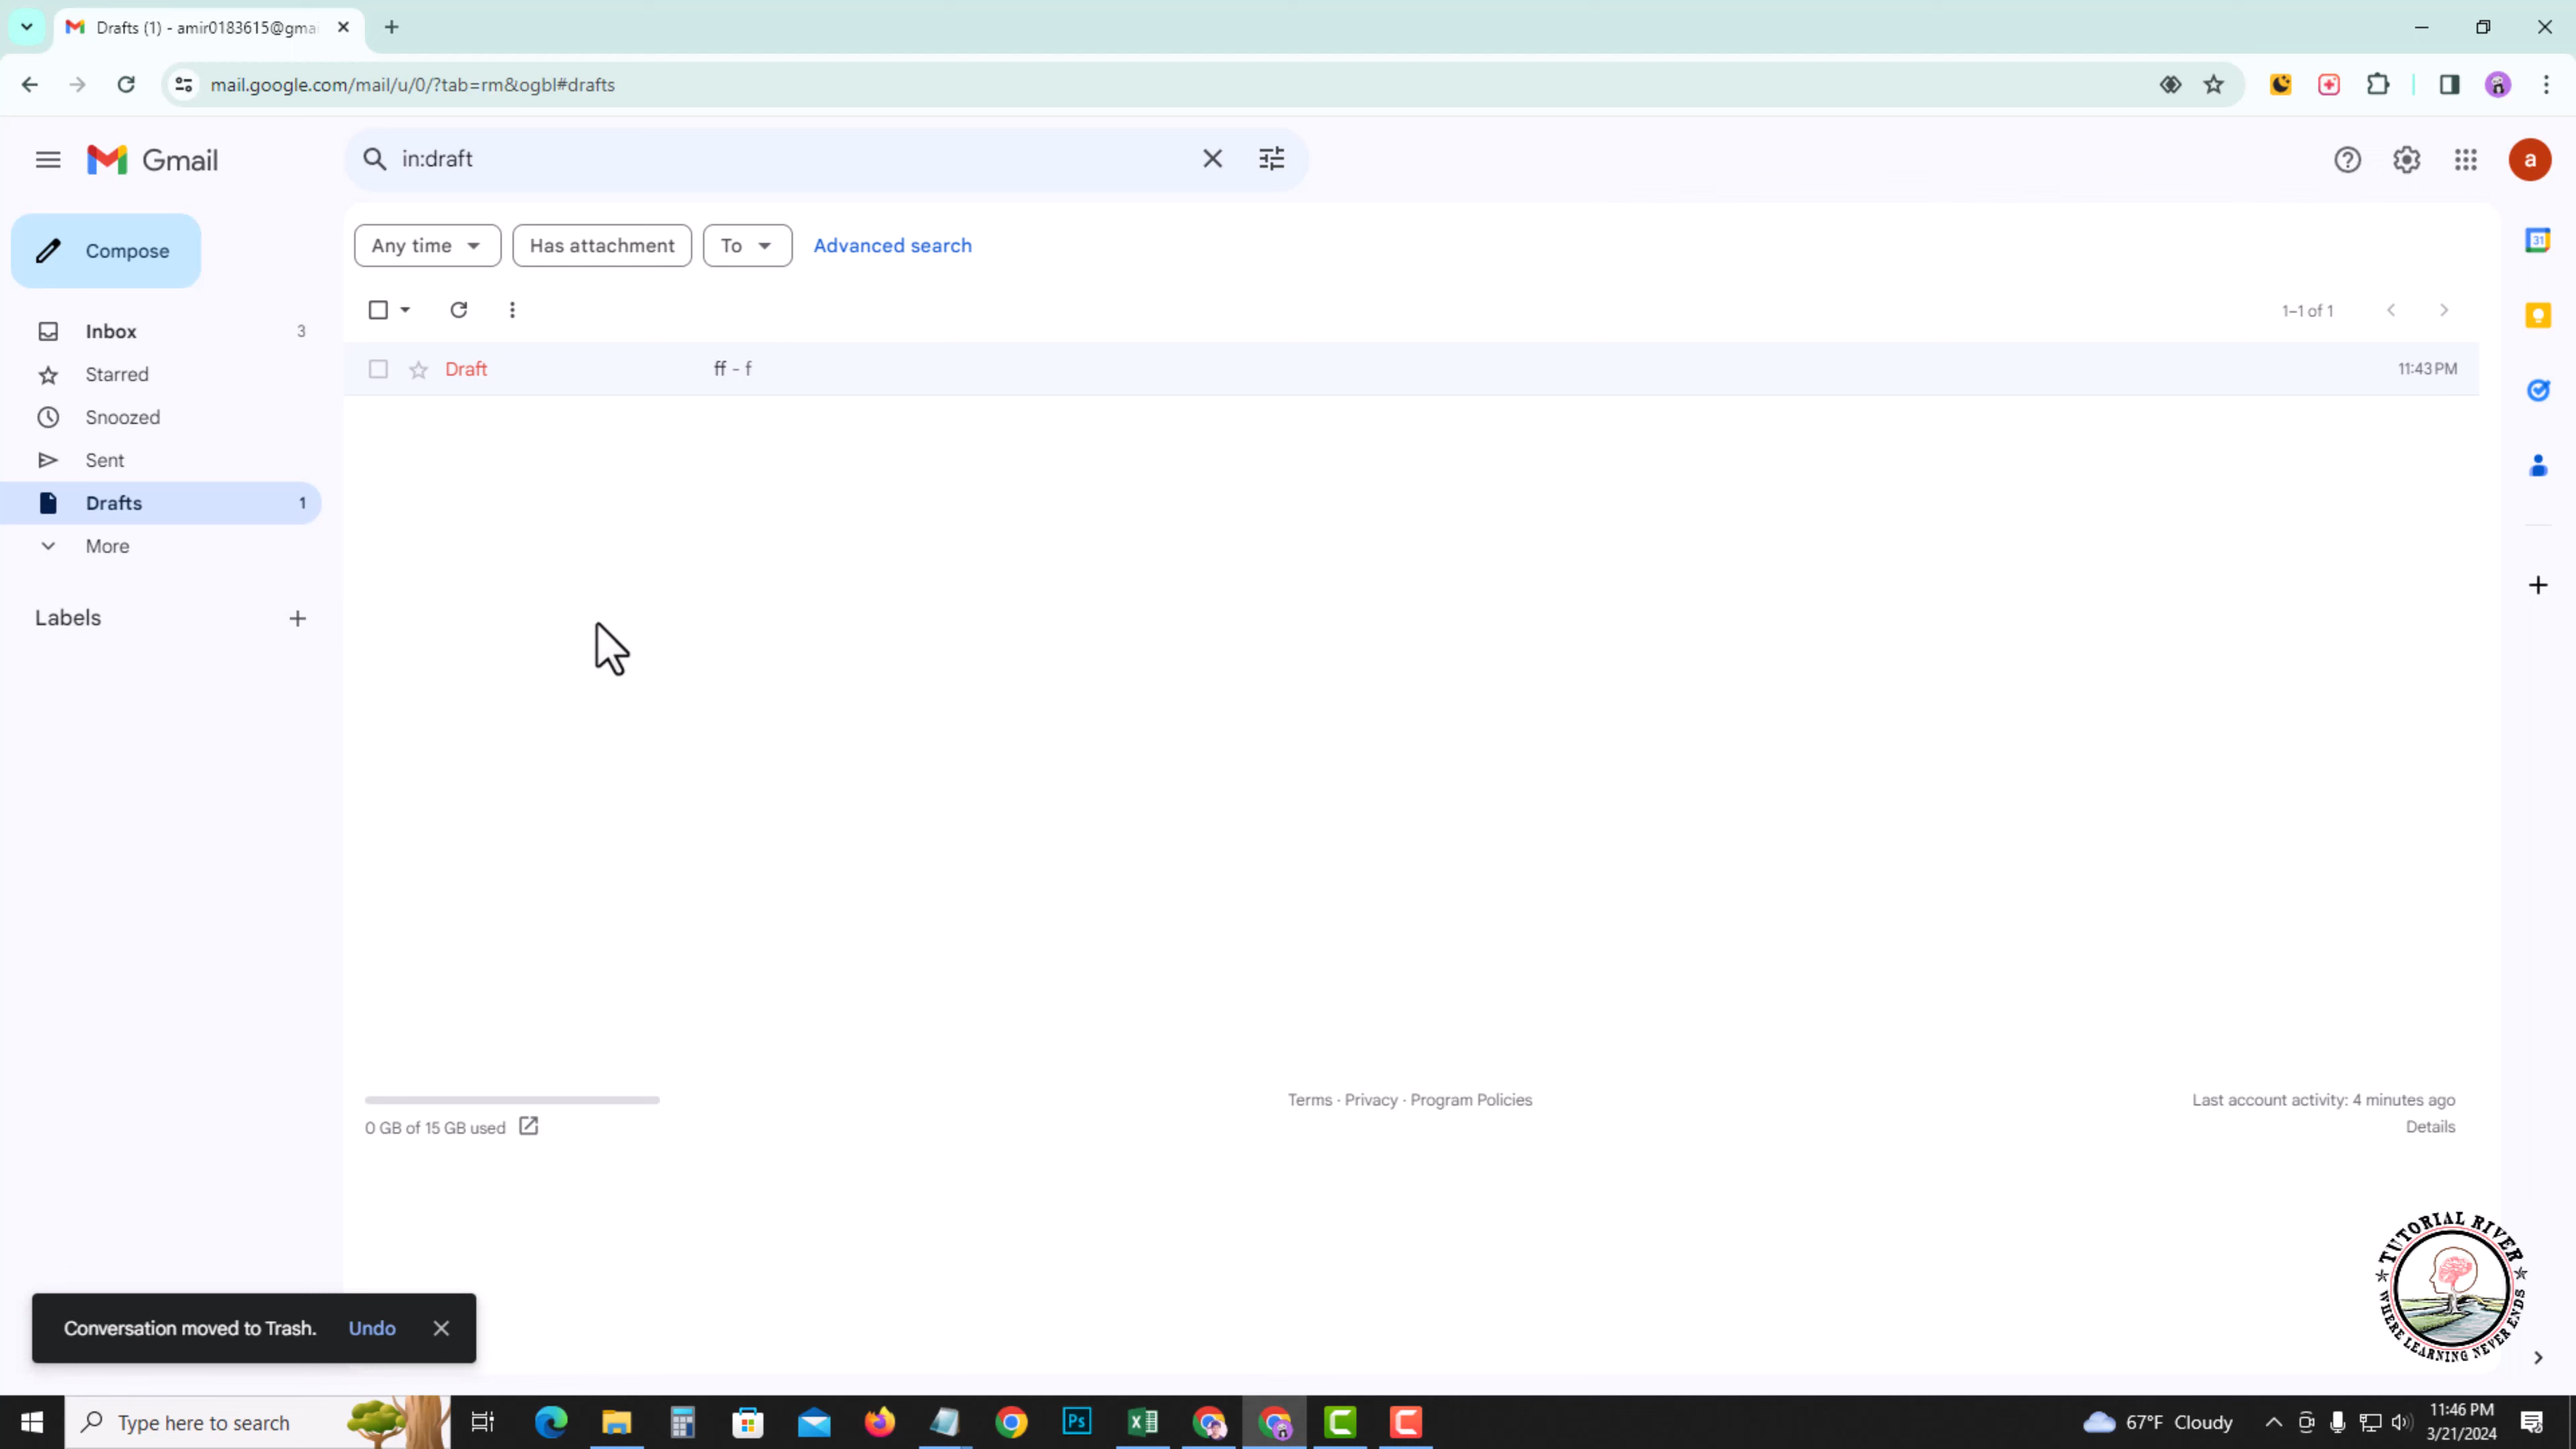 Drafts (1) - amir0183615@gmai
mail.google.com/mail/u/0/?tab=rm&ogbl#drafts
Gmail
in:draft
a
Compose
Any time
Has attachment
To
Advanced search
31
1–1 of 1
Inbox 3
Starred
Snoozed
Sent
Drafts 1
More
Labels
Draft ff - f 11:43 PM
Terms · Privacy · Program Policies
Last account activity: 4 minutes ago
0 GB of 15 GB used
Details
TUTORIAL RIVER
WHERE LEARNING NEVER ENDS
Conversation moved to Trash. Undo
Type here to search
Ps
67°F Cloudy
11:46 PM
3/21/2024